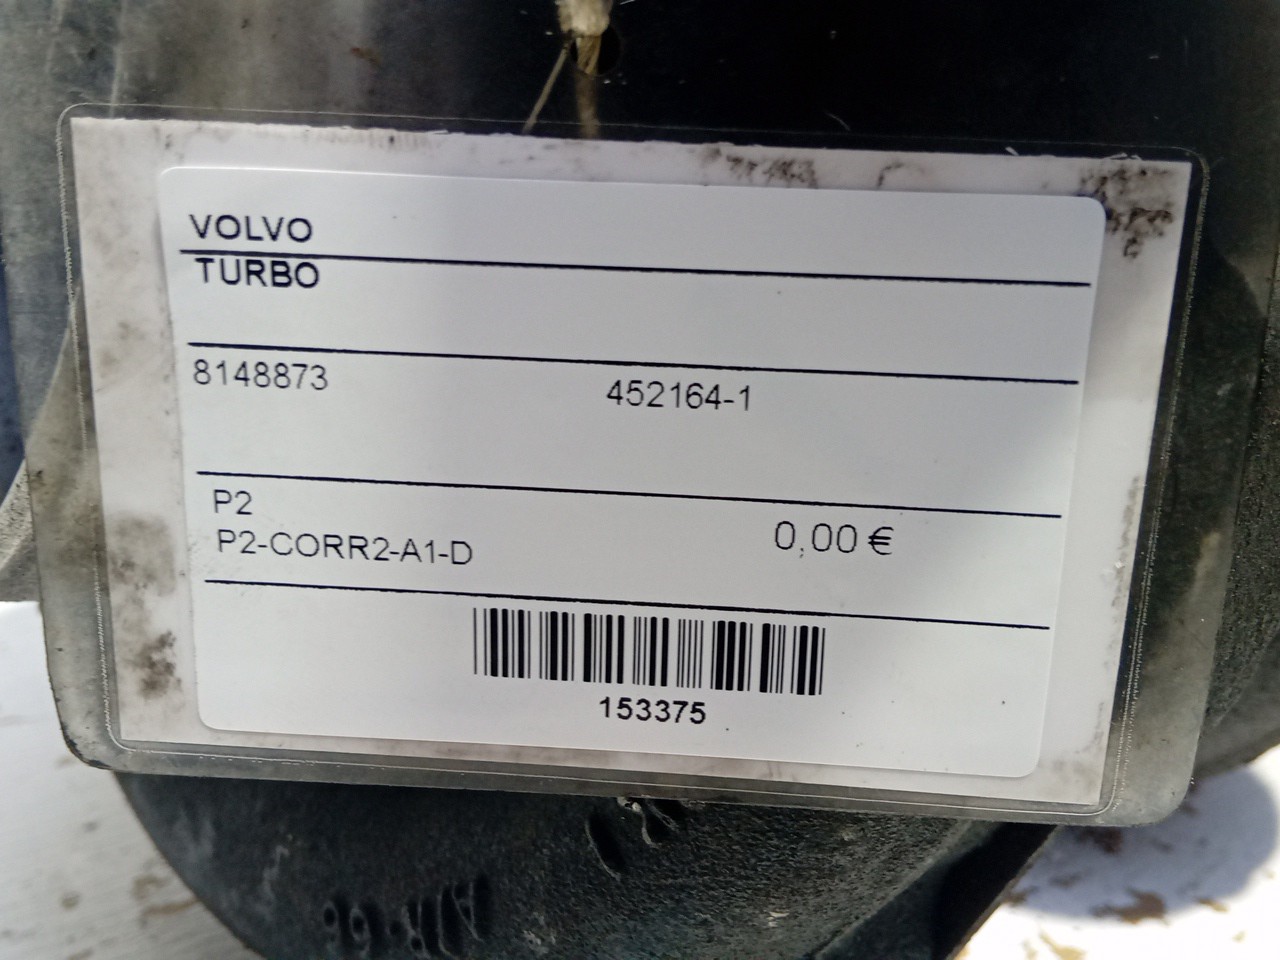 VOLVO
TURBO
8148873 452164-1
P2
P2-CORR2-A1-D 0,00 €
153375